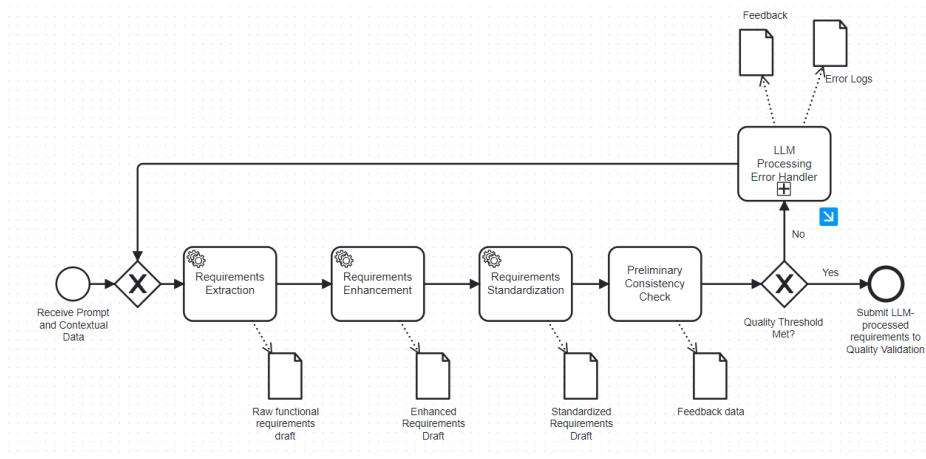 Feedback
Error Logs
LLM
Processing
Error Handler
No
Requirements
Extraction
Requirements
Enhancement
Requirements
Standardization
Preliminary
Consistency
Check
Yes
Receive Prompt
and Contextual
Data
Quality Threshold
Met?
Submit LLM-
processed
requirements to
Quality Validation
Raw functional
requirements
draft
Enhanced
Requirements
Draft
Standardized
Requirements
Draft
Feedback data